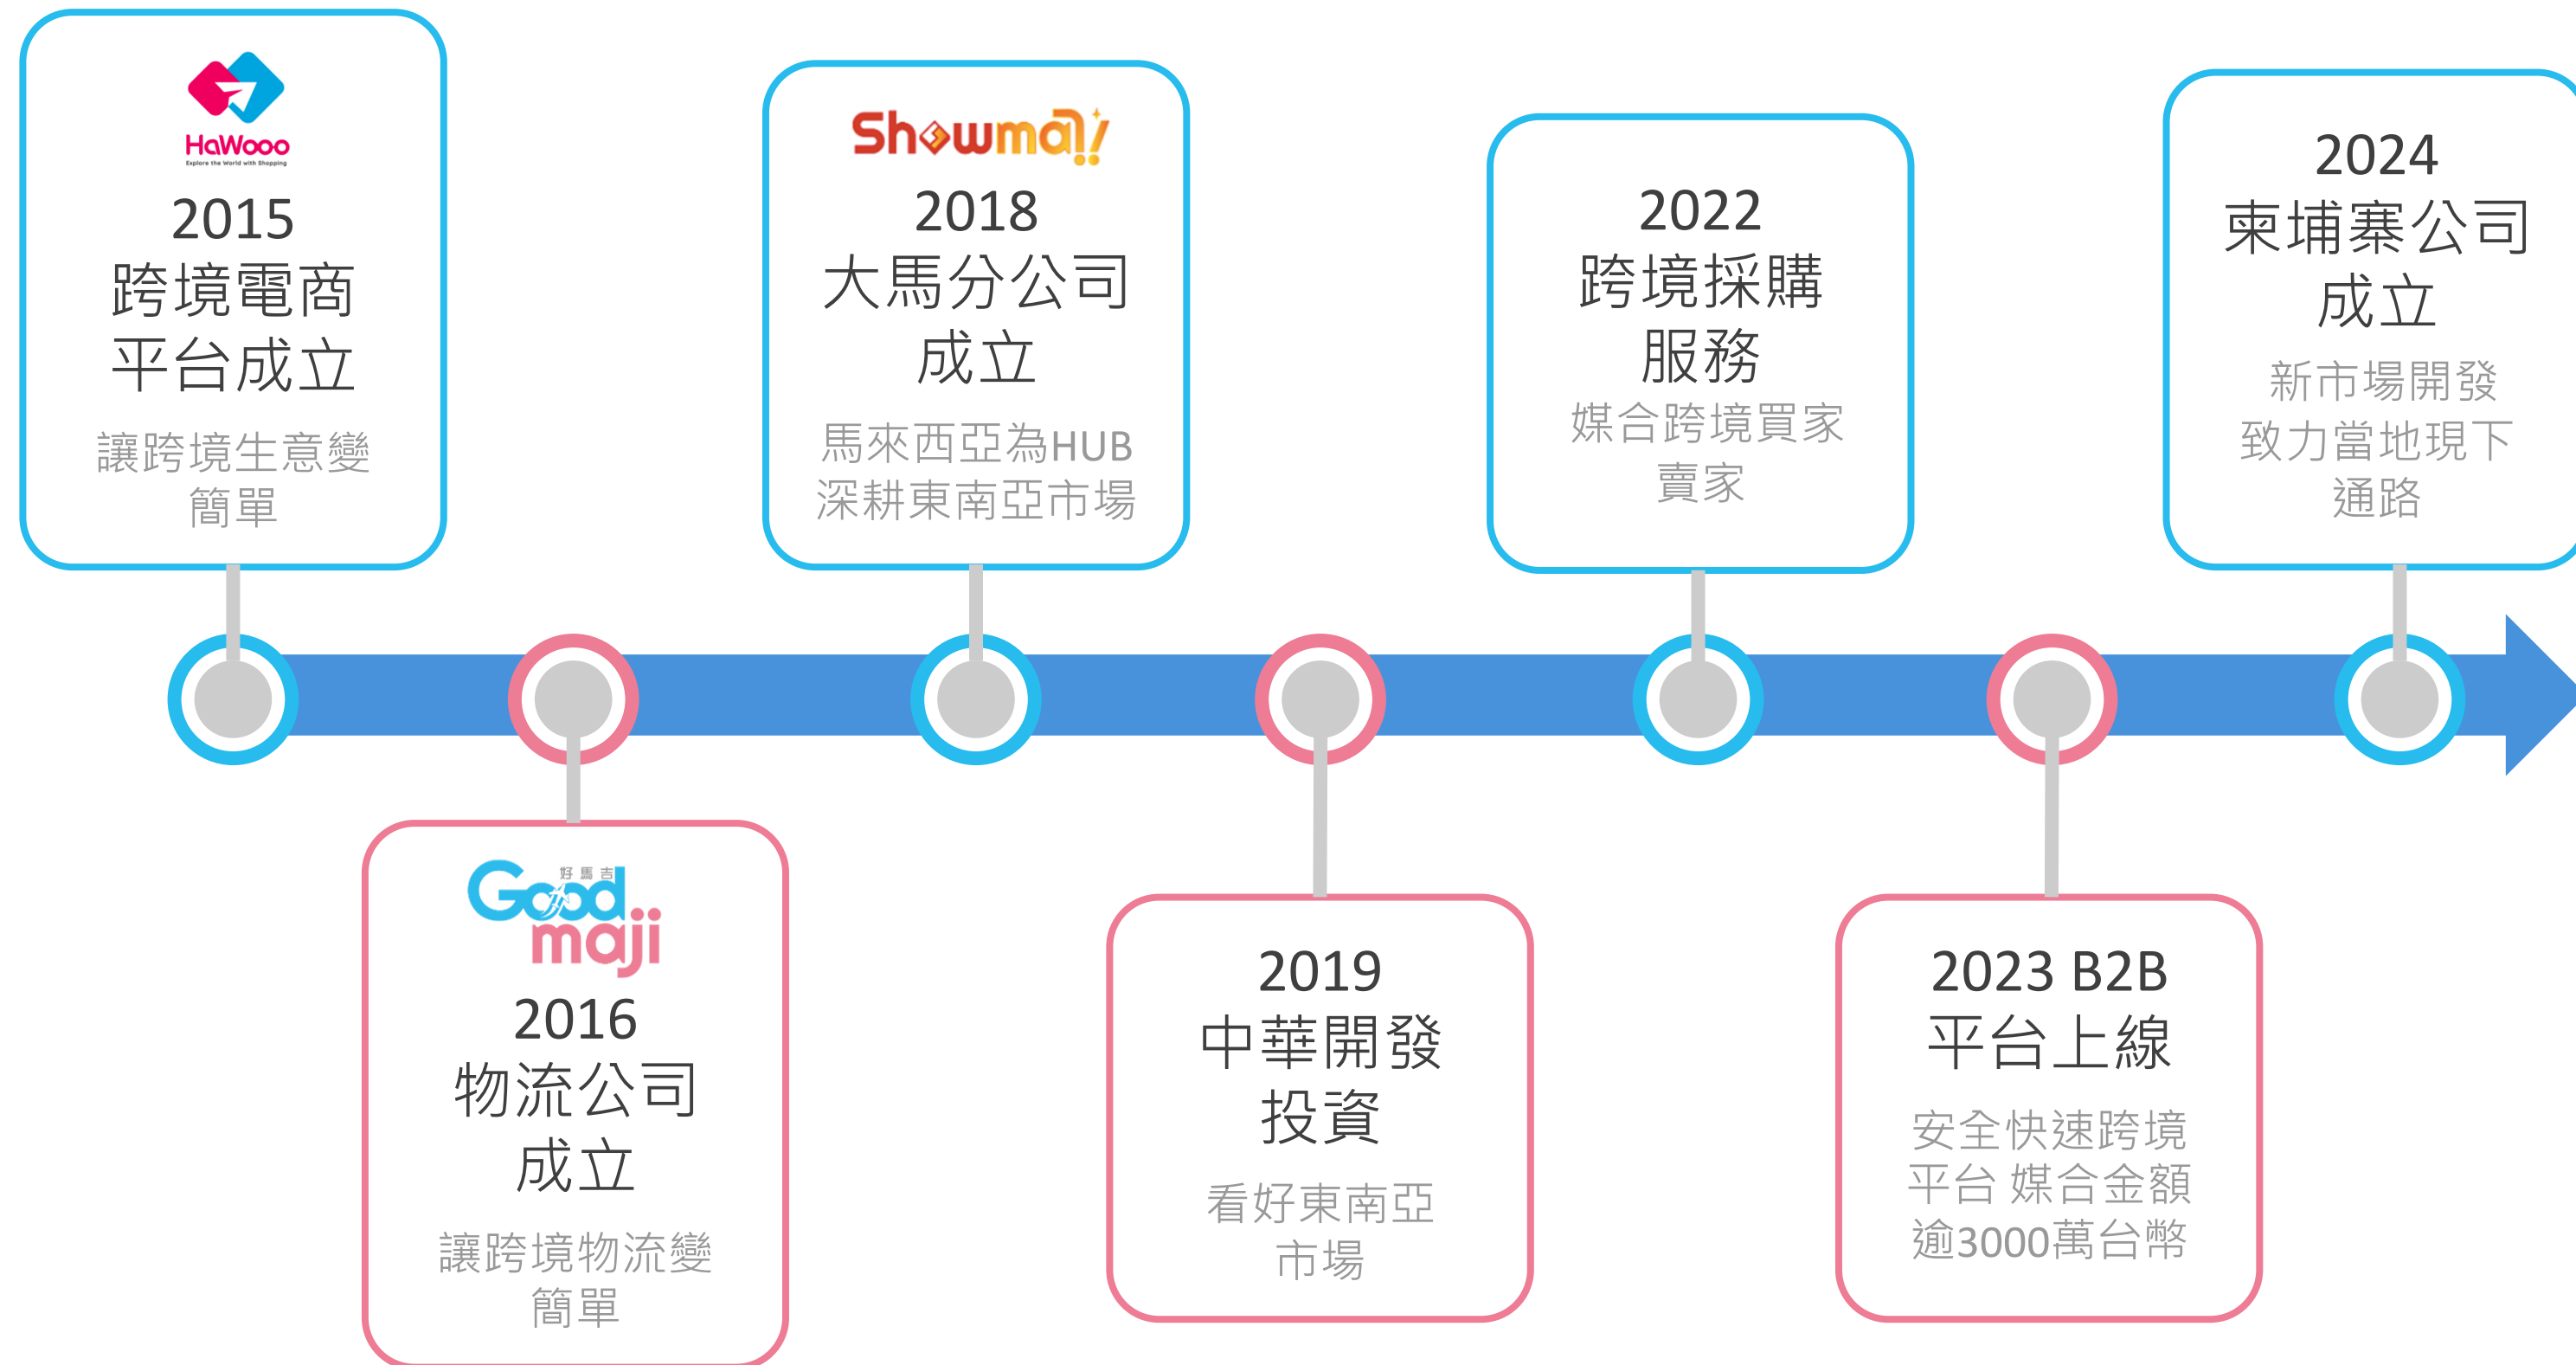 HaWooo
Explore the World with Shopping
2015
跨境電商
平台成立
讓跨境生意變
簡單
好馬吉
Good
maji
2016
物流公司
成立
讓跨境物流變
簡單
Showmall
2018
大馬分公司
成立
馬來西亞為HUB
深耕東南亞市場
2019
中華開發
投資
看好東南亞
市場
2022
跨境採購
服務
媒合跨境買家
賣家
2023 B2B
平台上線
安全快速跨境
平台 媒合金額
逾3000萬台幣
2024
柬埔寨公司
成立
新市場開發
致力當地現下
通路